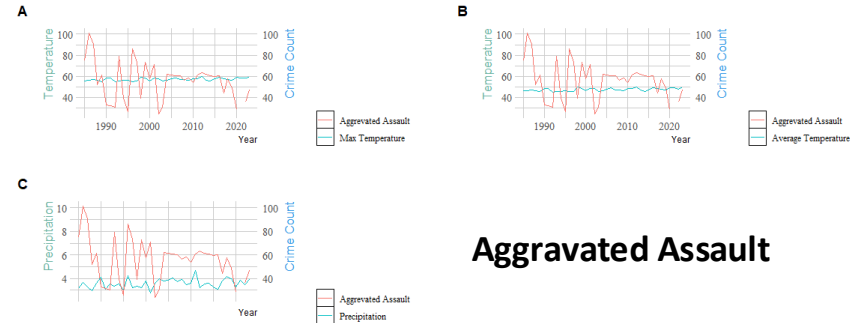 A
Temperature
100
80
60
40
100
80
60
40
Crime Count
1990
2000
2010
2020
Year
Aggrevated Assault
Max Temperature
B
Temperature
100
80
60
40
100
80
60
40
Crime Count
1990
2000
2010
2020
Year
Aggrevated Assault
Average Temperature
C
Precipitation
10
8
6
4
100
80
60
40
Crime Count
Year
Aggrevated Assault
Precipitation
Aggravated Assault